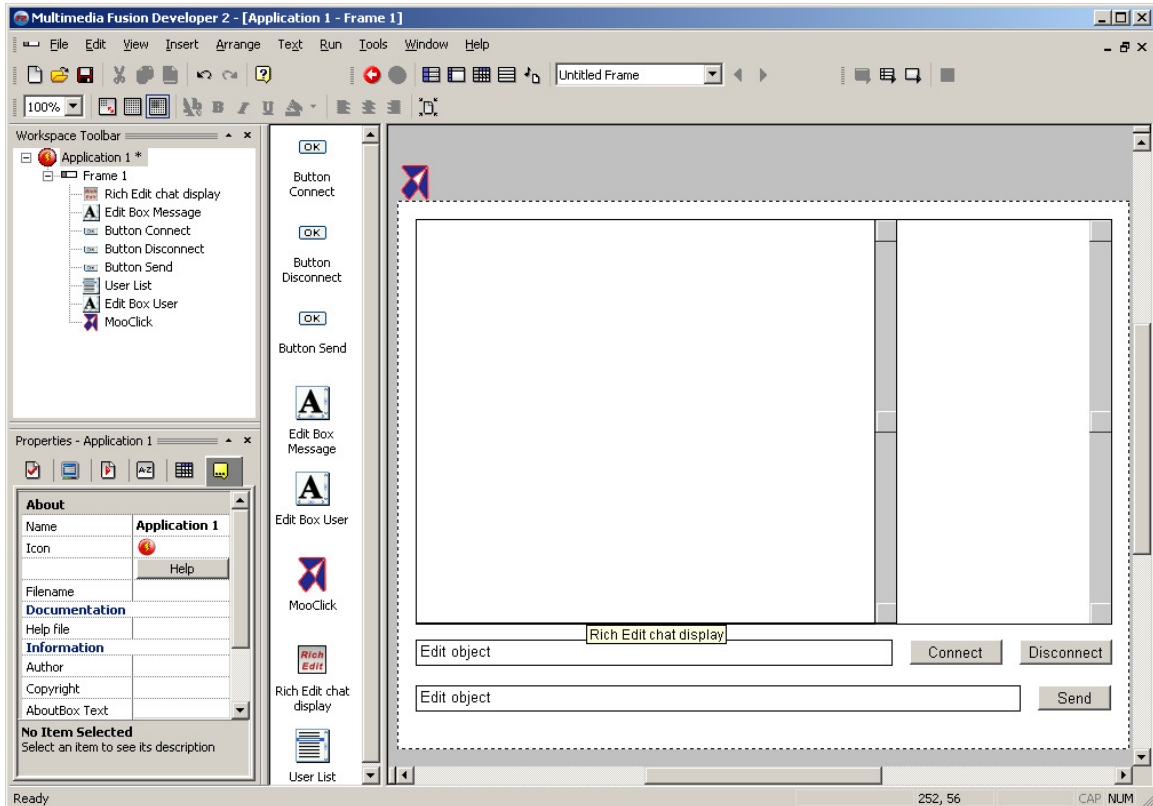 Multimedia Fusion Developer 2 - [Application 1 - Frame 1]
File Edit View Insert Arrange Text Run Tools Window Help
Untitled Frame
100% B I U
Workspace Toolbar
Application 1 *
Frame 1
Rich Edit chat display
Edit Box Message
Button Connect
Button Disconnect
Button Send
User List
Edit Box User
MooClick
Properties - Application 1
About
Name Application 1
Icon
Help
Filename
Documentation
Help file
Information
Author
Copyright
AboutBox Text
No Item Selected
Select an item to see its description
OK
Button
Connect
OK
Button
Disconnect
OK
Button Send
A
Edit Box
Message
A
Edit Box User
MooClick
Rich
Edit
Rich Edit chat
display
User List
Rich Edit chat display
Edit object Connect Disconnect
Edit object Send
Ready 252, 56 CAP NUM